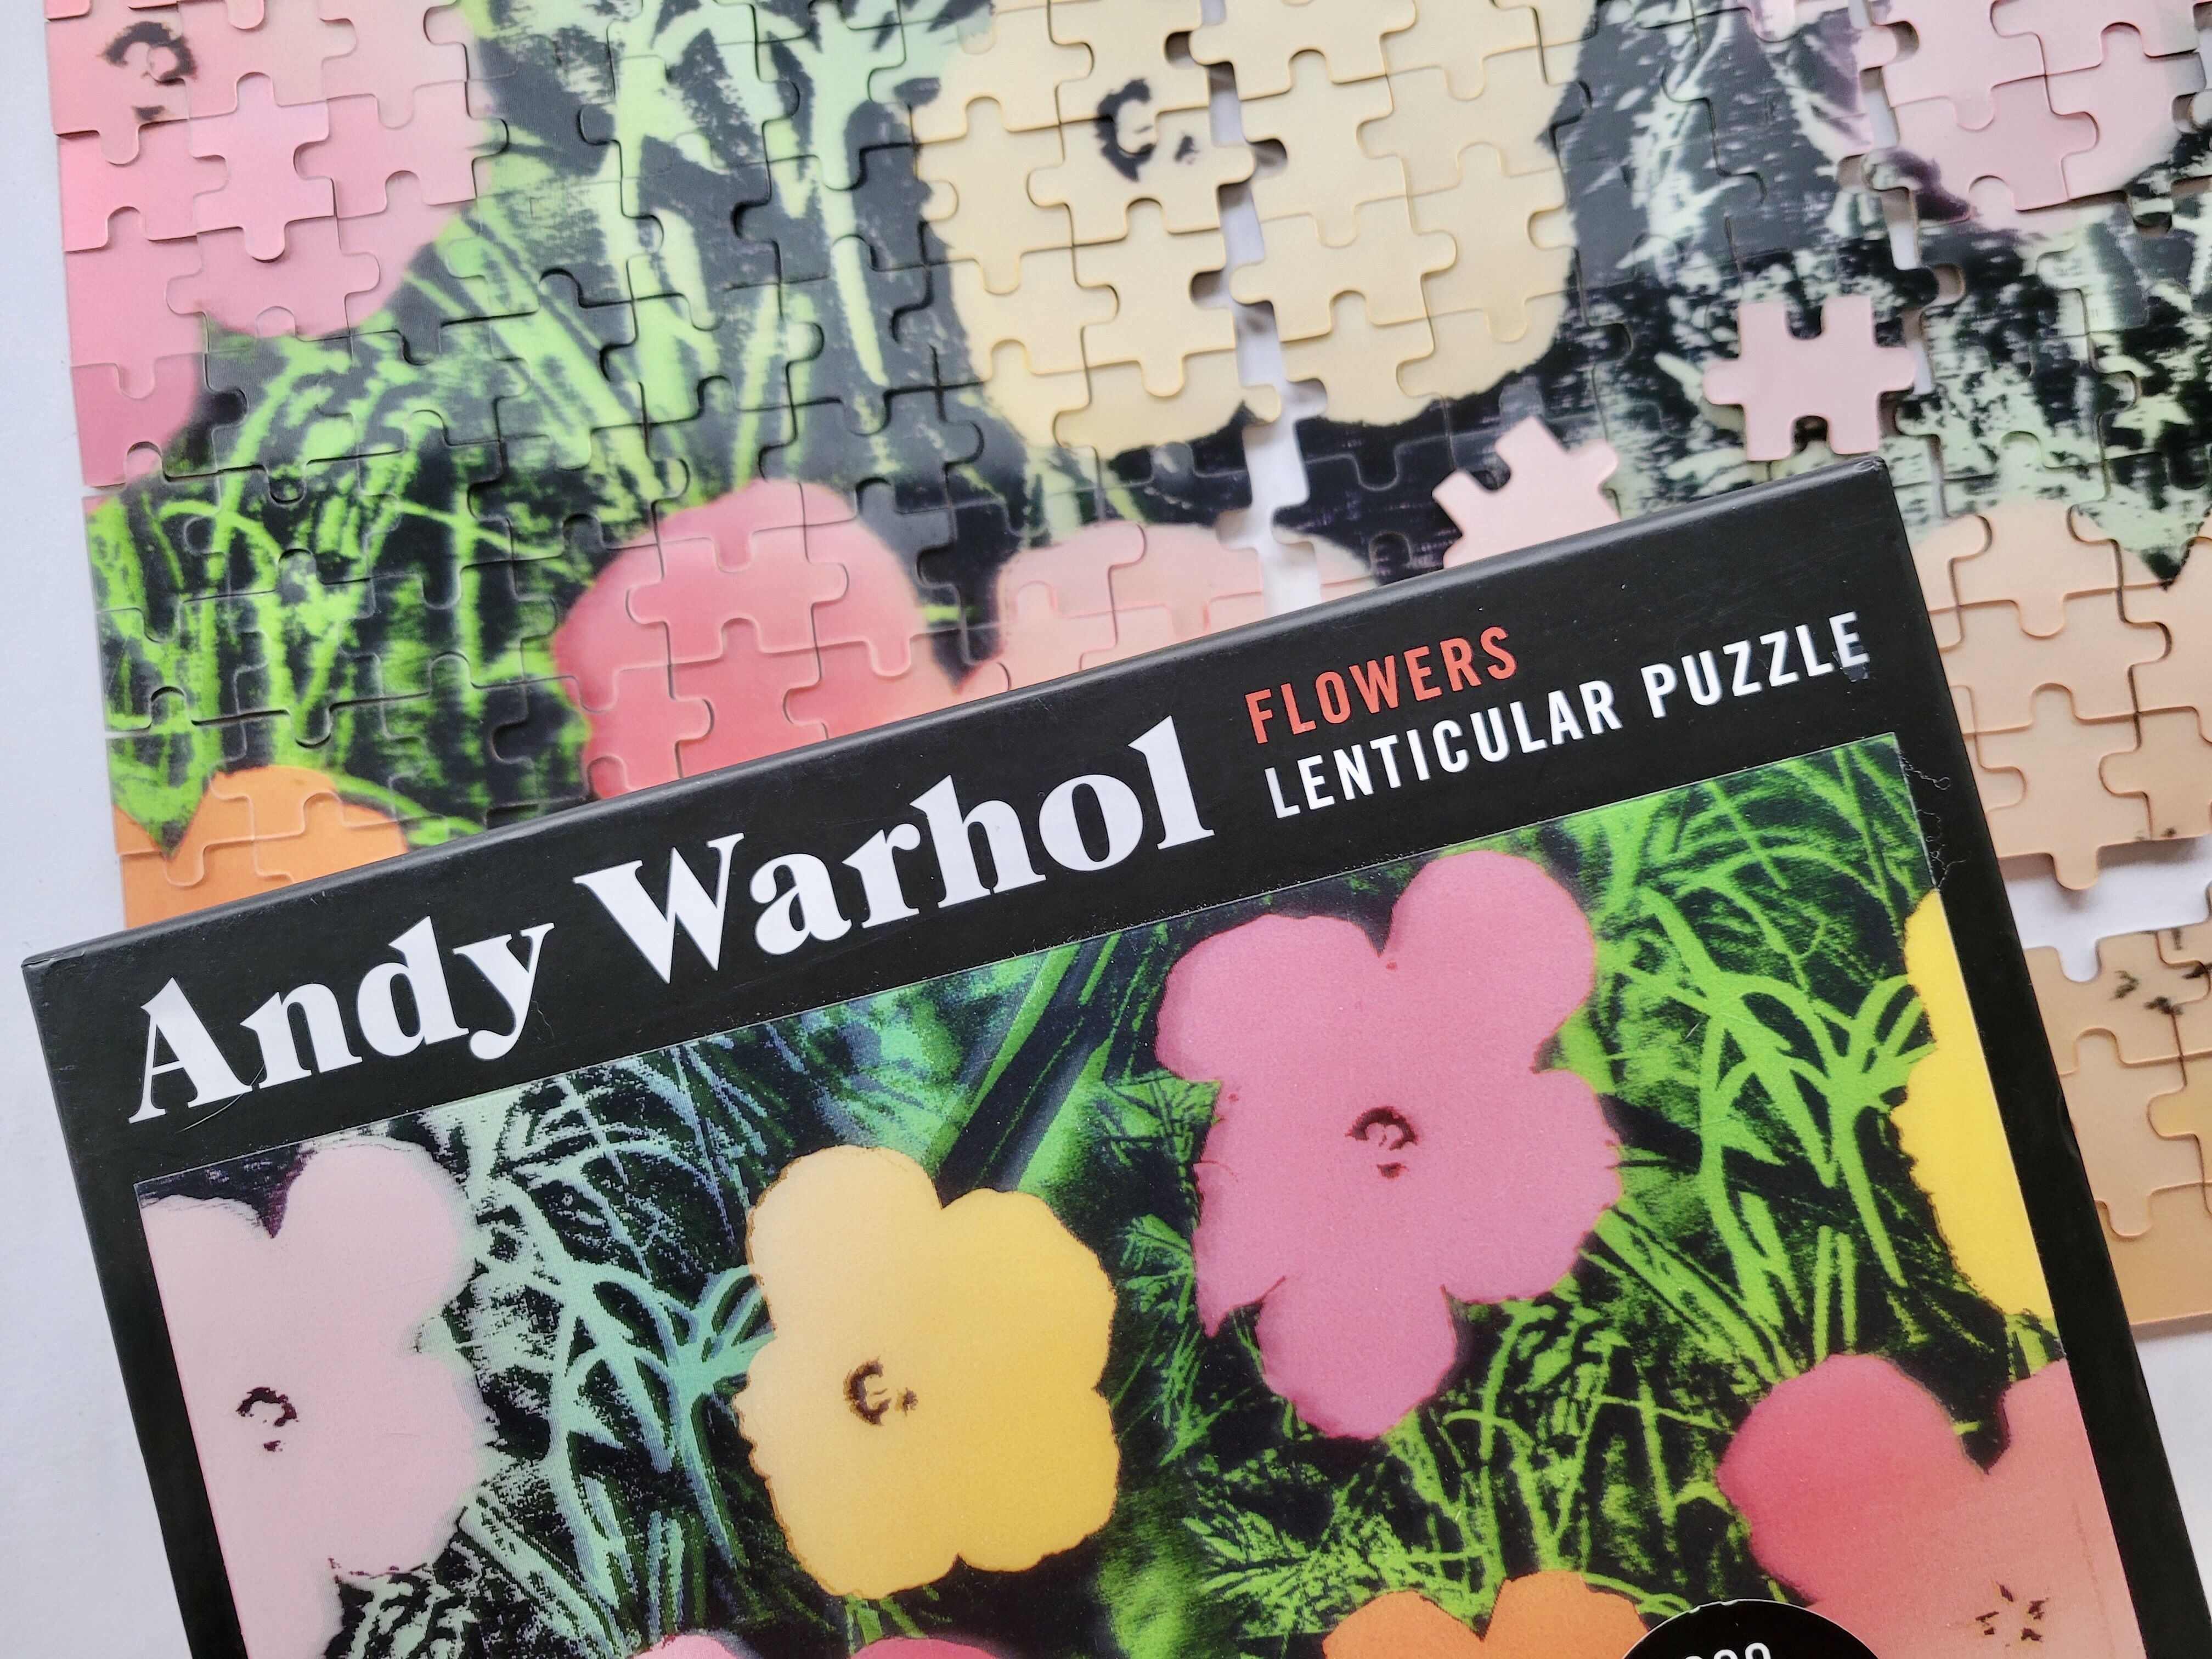 Andy Warhol
FLOWERS
LENTICULAR PUZZLE